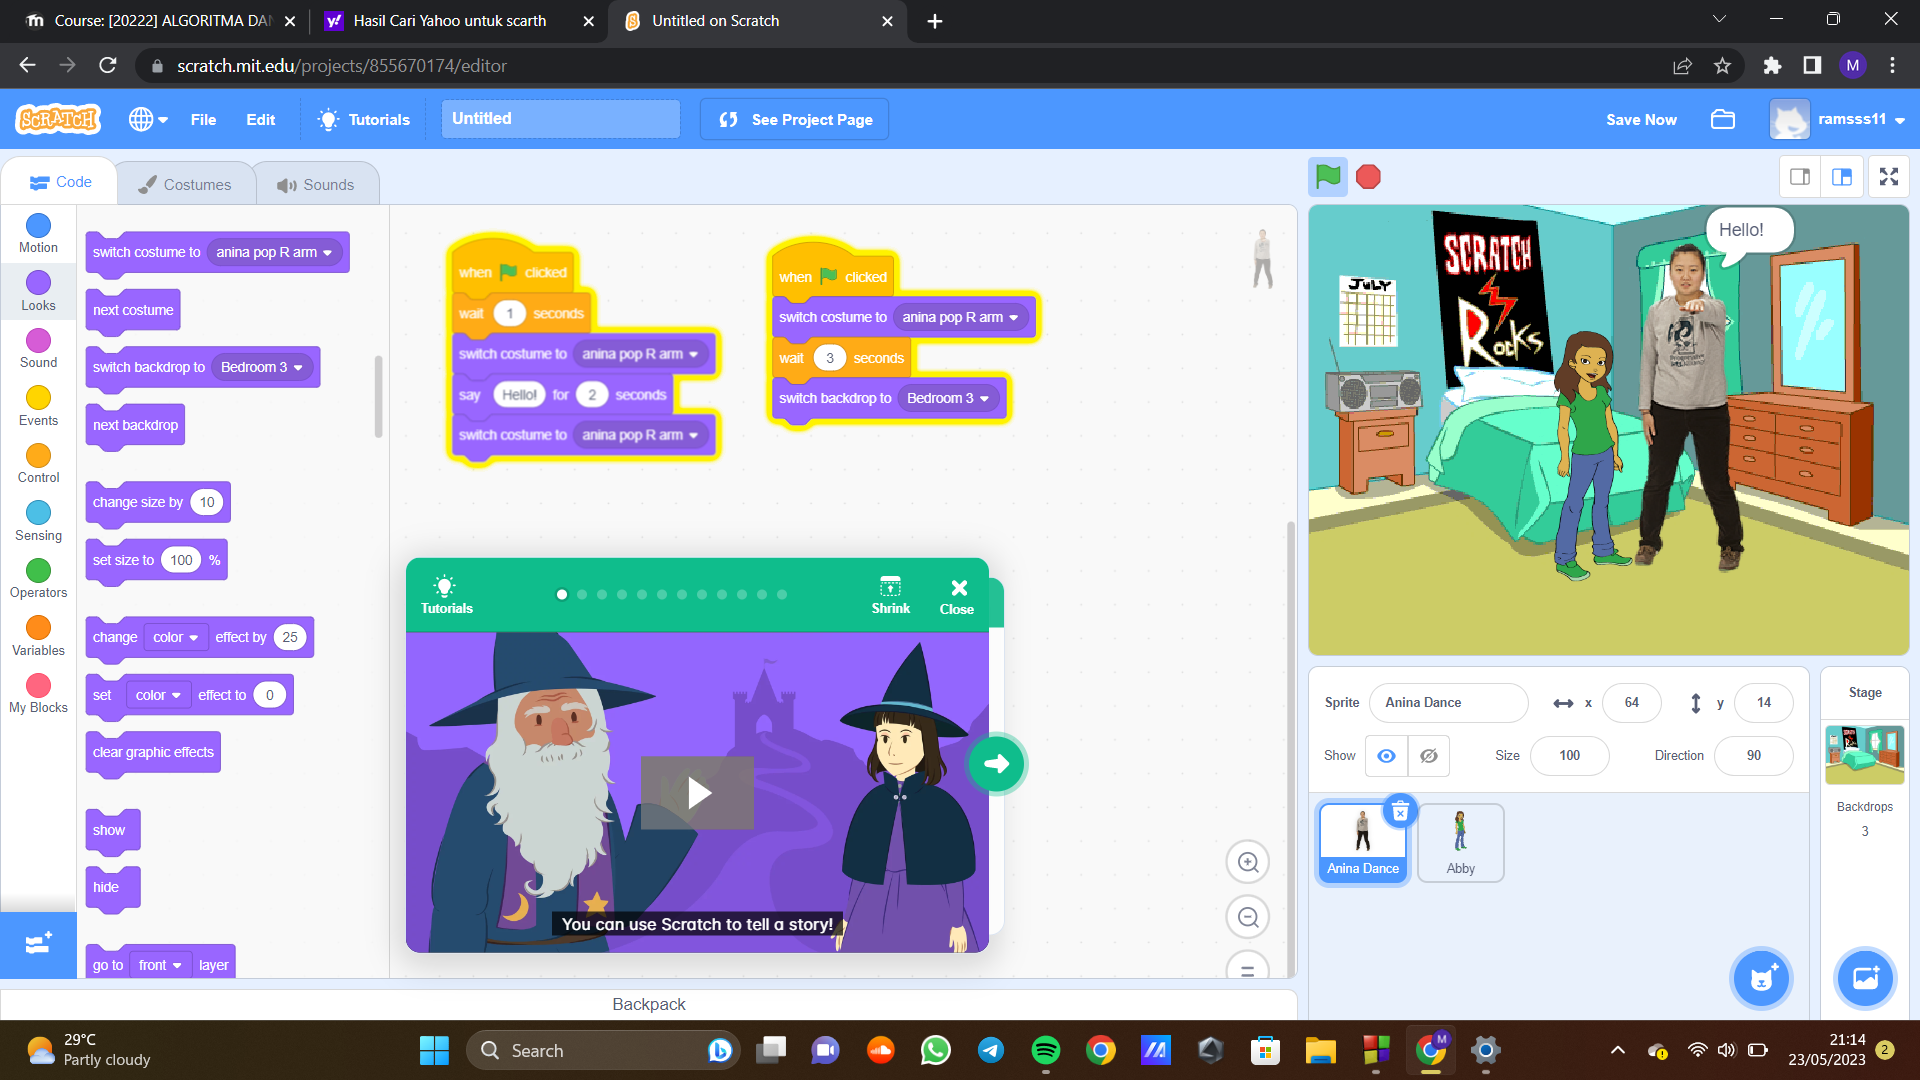 Course: [20222] ALGORITMA DAN
Hasil Cari Yahoo untuk scarth
Untitled on Scratch
scratch.mit.edu/projects/855670174/editor
M
SCRATCH
File
Edit
Tutorials
Untitled
See Project Page
Save Now
ramsss11
Code
Costumes
Sounds
Motion
Looks
Sound
Events
Control
Sensing
Operators
Variables
My Blocks
switch costume to anina pop R arm
next costume
switch backdrop to Bedroom 3
next backdrop
change size by 10
set size to 100 %
change color effect by 25
set color effect to 0
clear graphic effects
show
hide
go to front layer
when clicked
wait 1 seconds
switch costume to anina pop R arm
say Hello! for 2 seconds
switch costume to anina pop R arm
when clicked
switch costume to anina pop R arm
wait 3 seconds
switch backdrop to Bedroom 3
Tutorials
Shrink
Close
You can use Scratch to tell a story!
Backpack
Hello!
JULY
SCRATCH
ROCKS
Sprite Anina Dance x 64 y 14
Show Size 100 Direction 90
Anina Dance
Abby
Stage
Backdrops
3
29°C
Partly cloudy
Search
M
21:14
23/05/2023
2